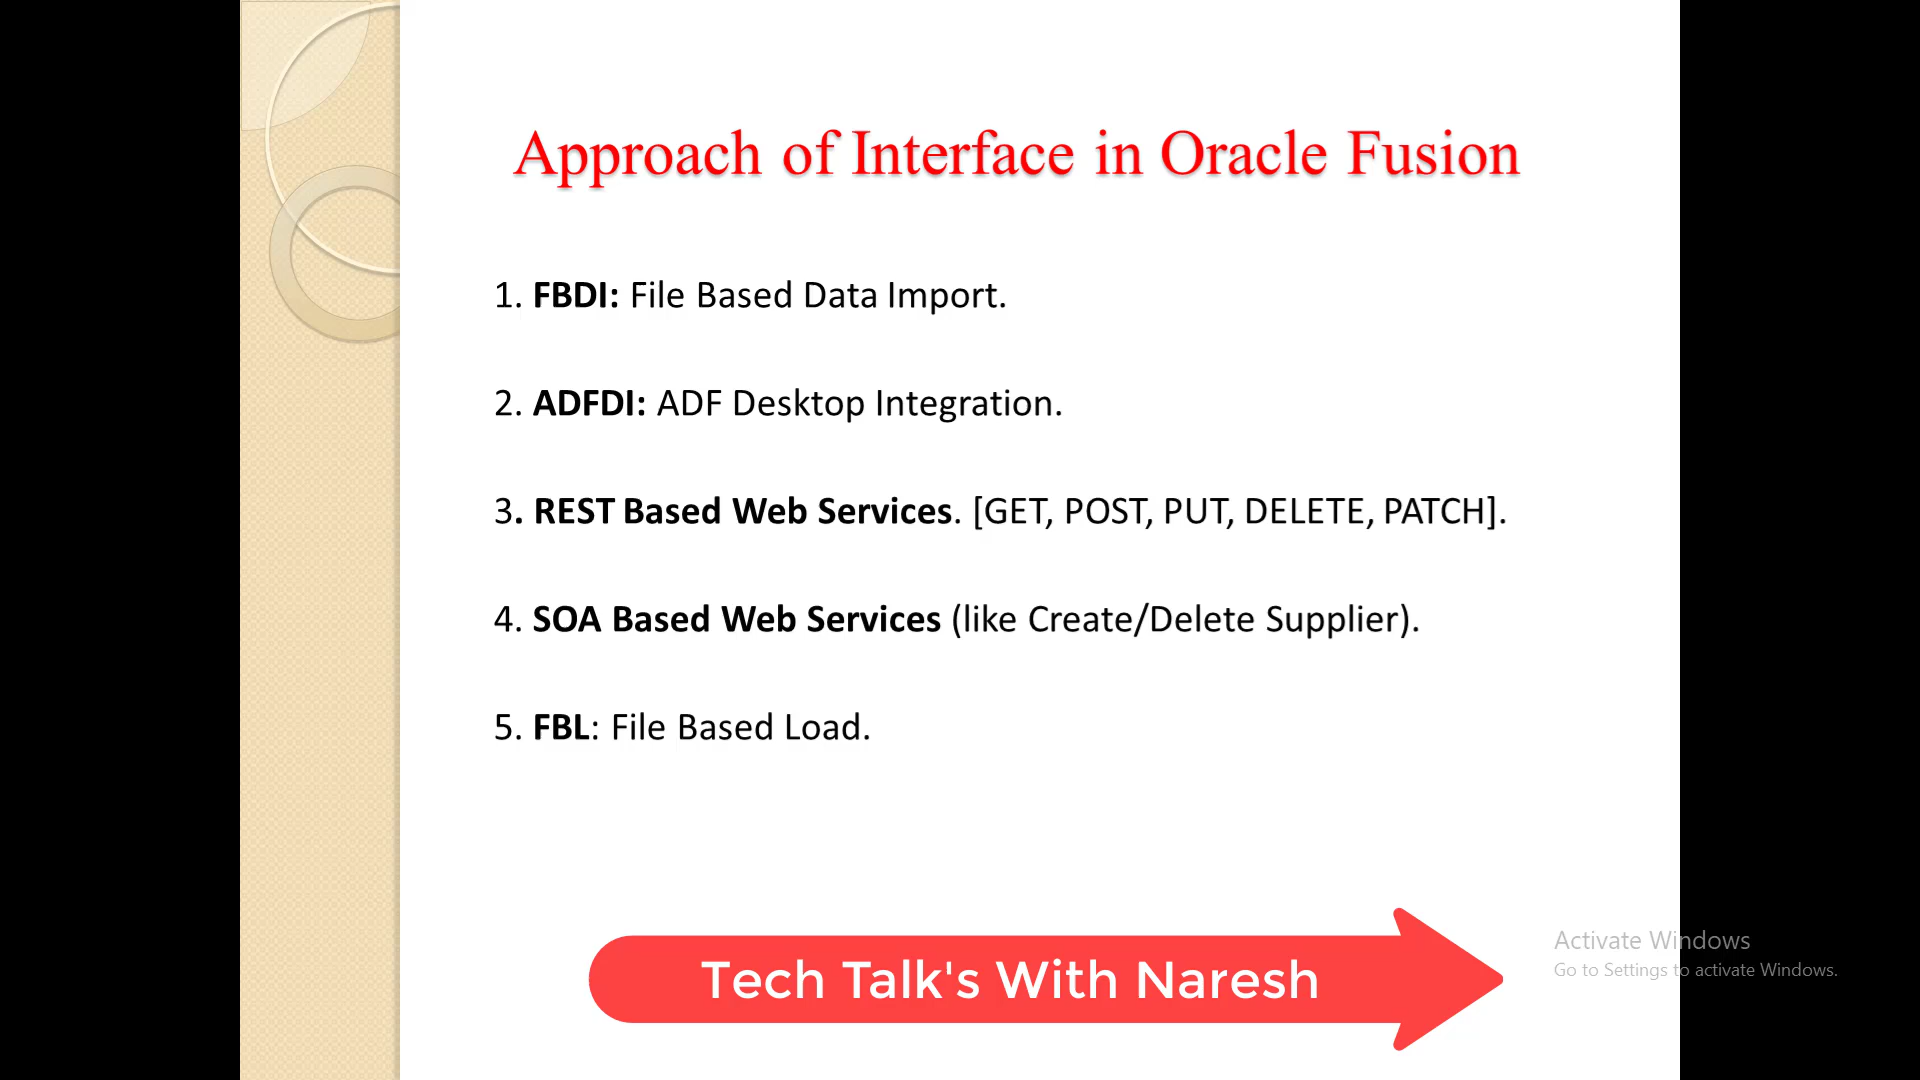 Approach of Interface in Oracle Fusion
1. FBDI: File Based Data Import.
2. ADFDI: ADF Desktop Integration.
3. REST Based Web Services. [GET, POST, PUT, DELETE, PATCH].
4. SOA Based Web Services (like Create/Delete Supplier).
5. FBL: File Based Load.
Tech Talk's With Naresh
Activate Windows
Go to Settings to activate Windows.